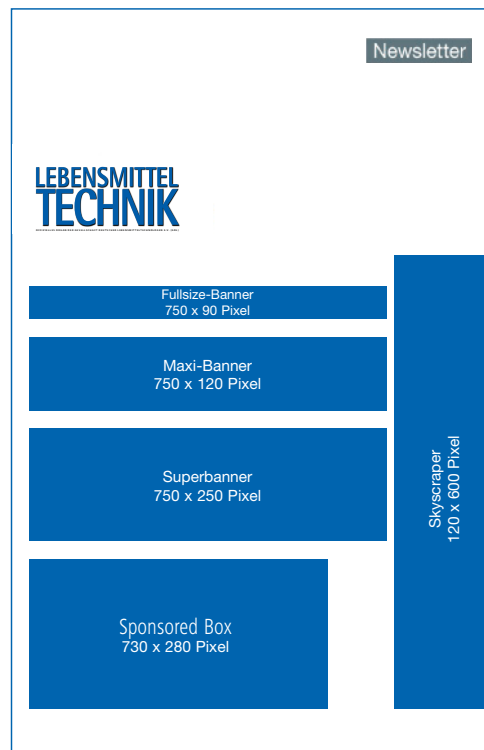 Newsletter
LEBENSMITTEL
TECHNIK
Fullsize-Banner
750 x 90 Pixel
Maxi-Banner
750 x 120 Pixel
Superbanner
750 x 250 Pixel
Skyscraper
120 x 600 Pixel
Sponsored Box
730 x 280 Pixel